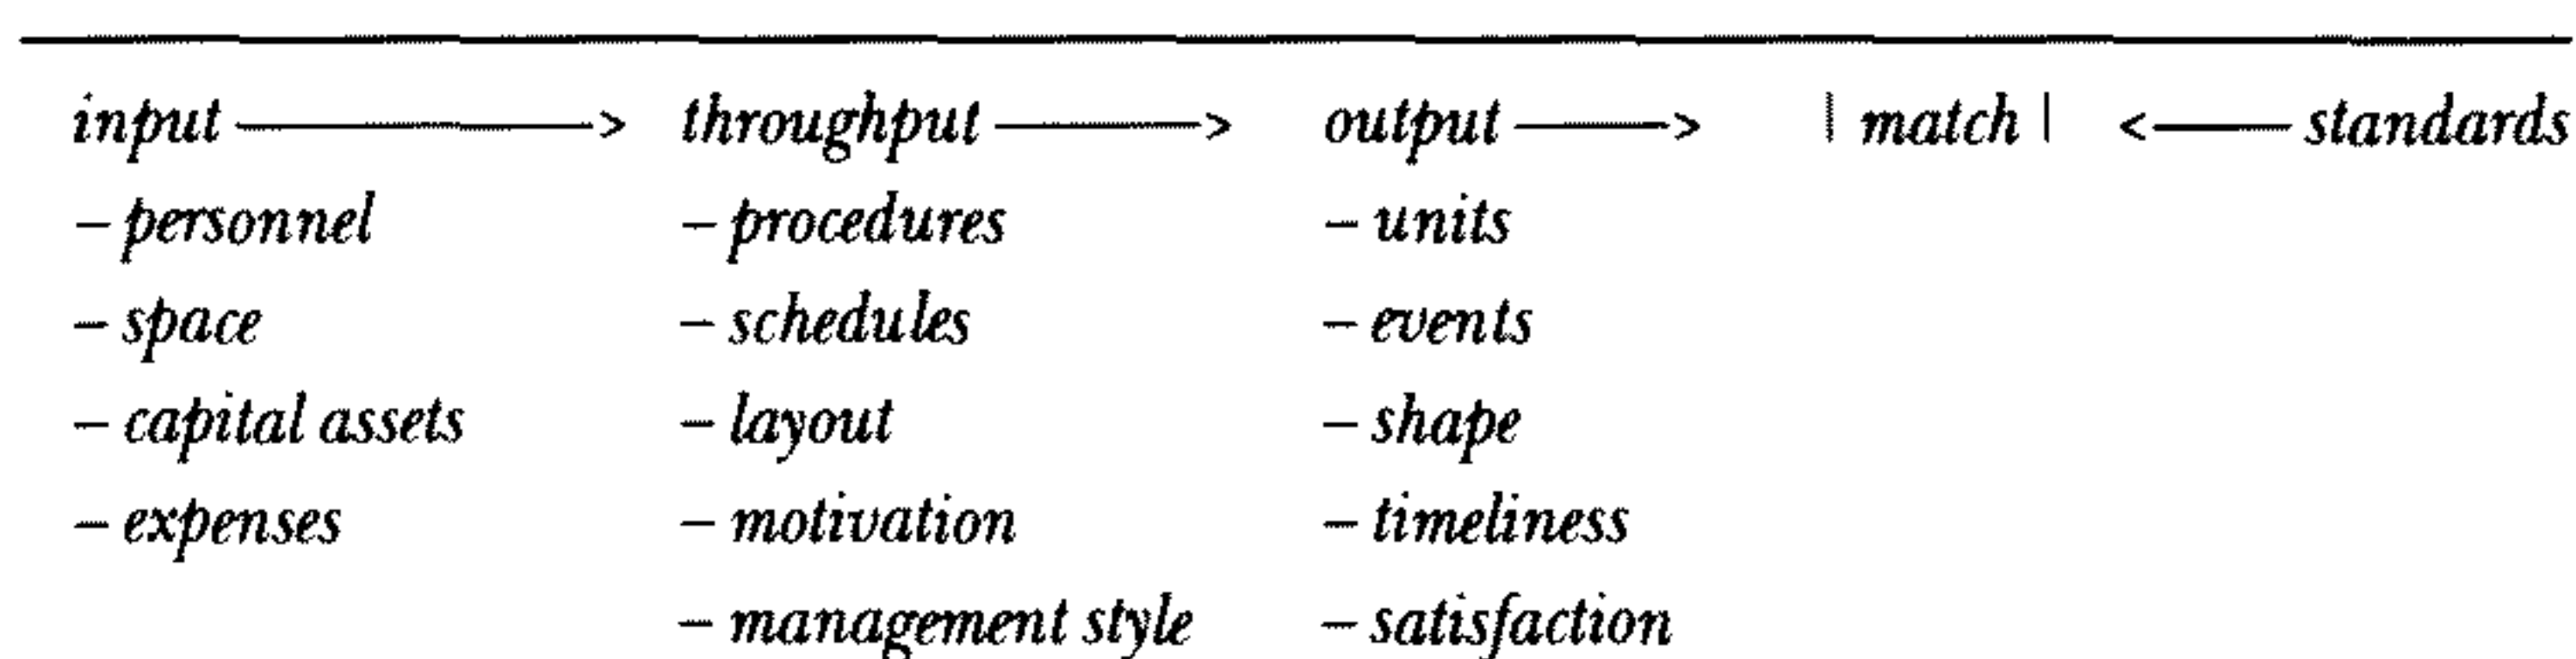 input ———> throughput ———> output ———> | match | <——— standards
– personnel – procedures – units
– space – schedules – events
– capital assets – layout – shape
– expenses – motivation – timeliness
– management style – satisfaction